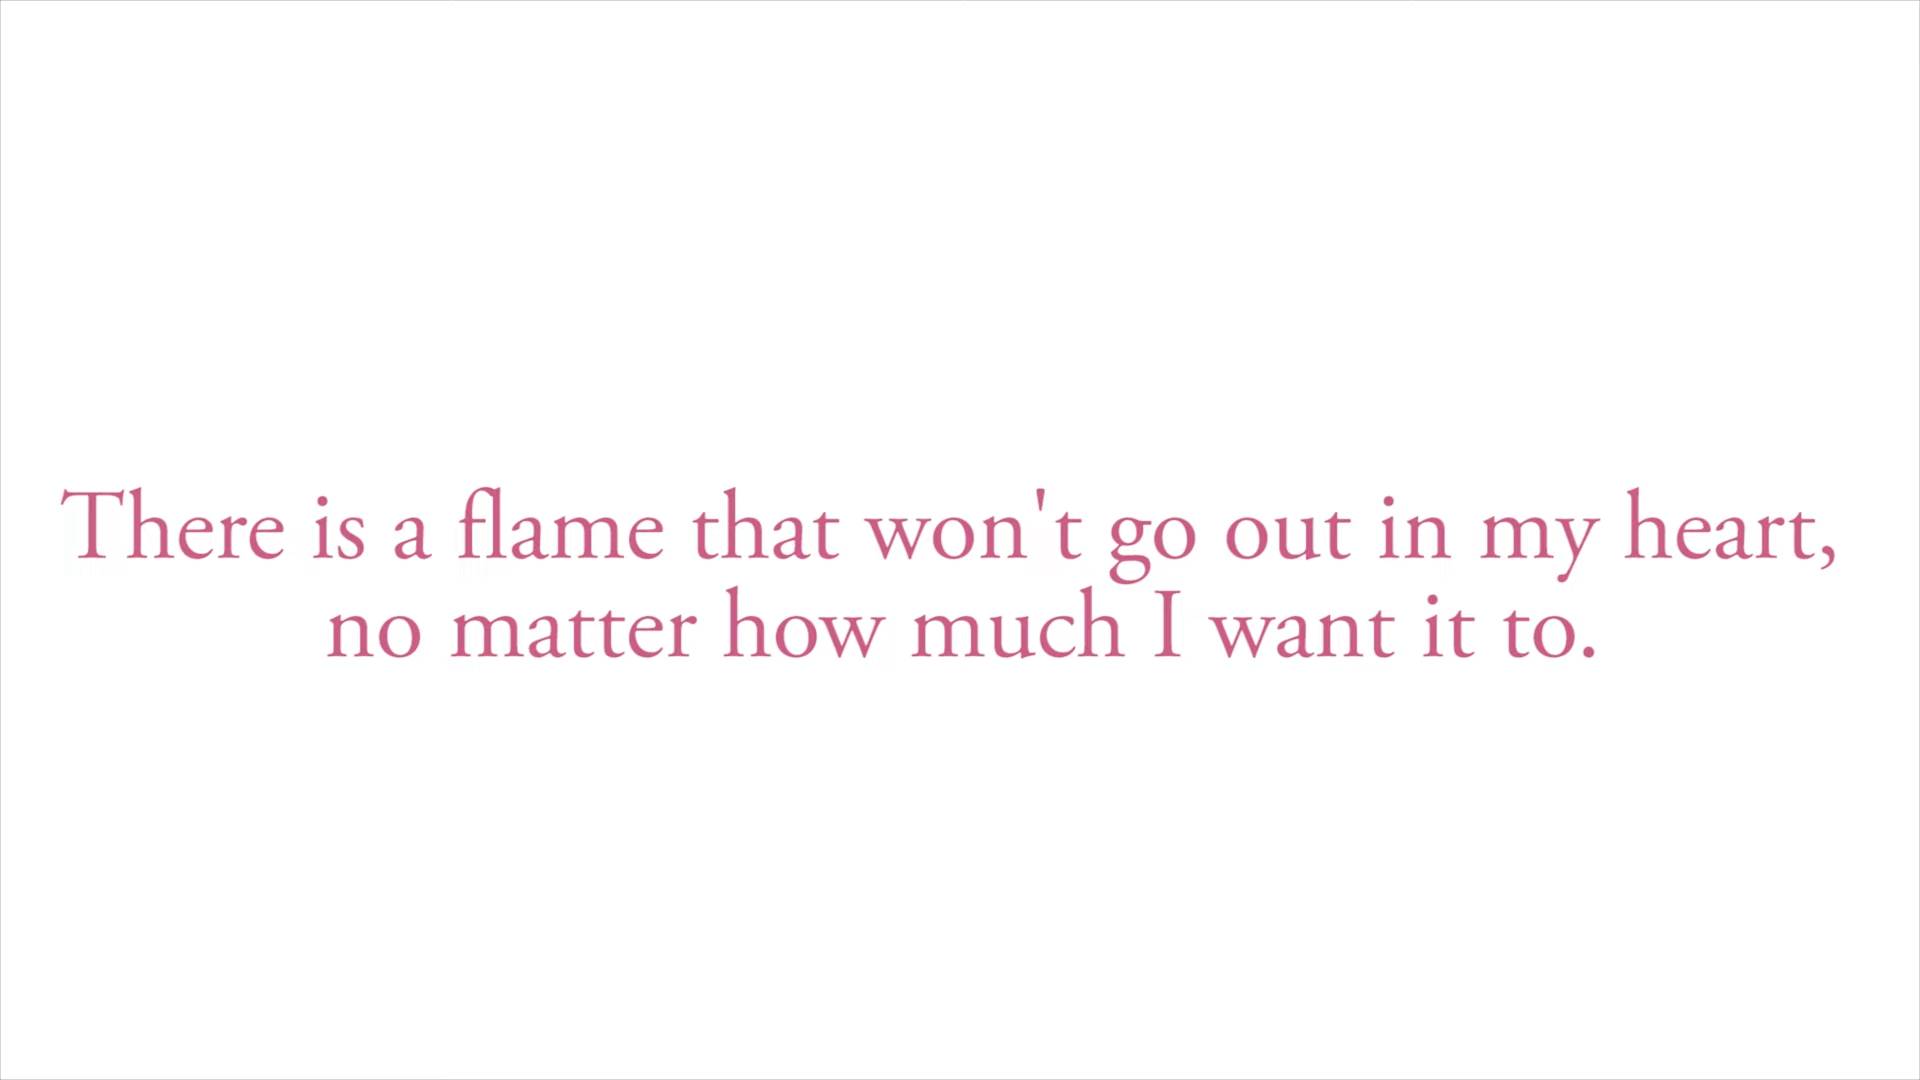 There is a flame that won't go out in my heart,
no matter how much I want it to.